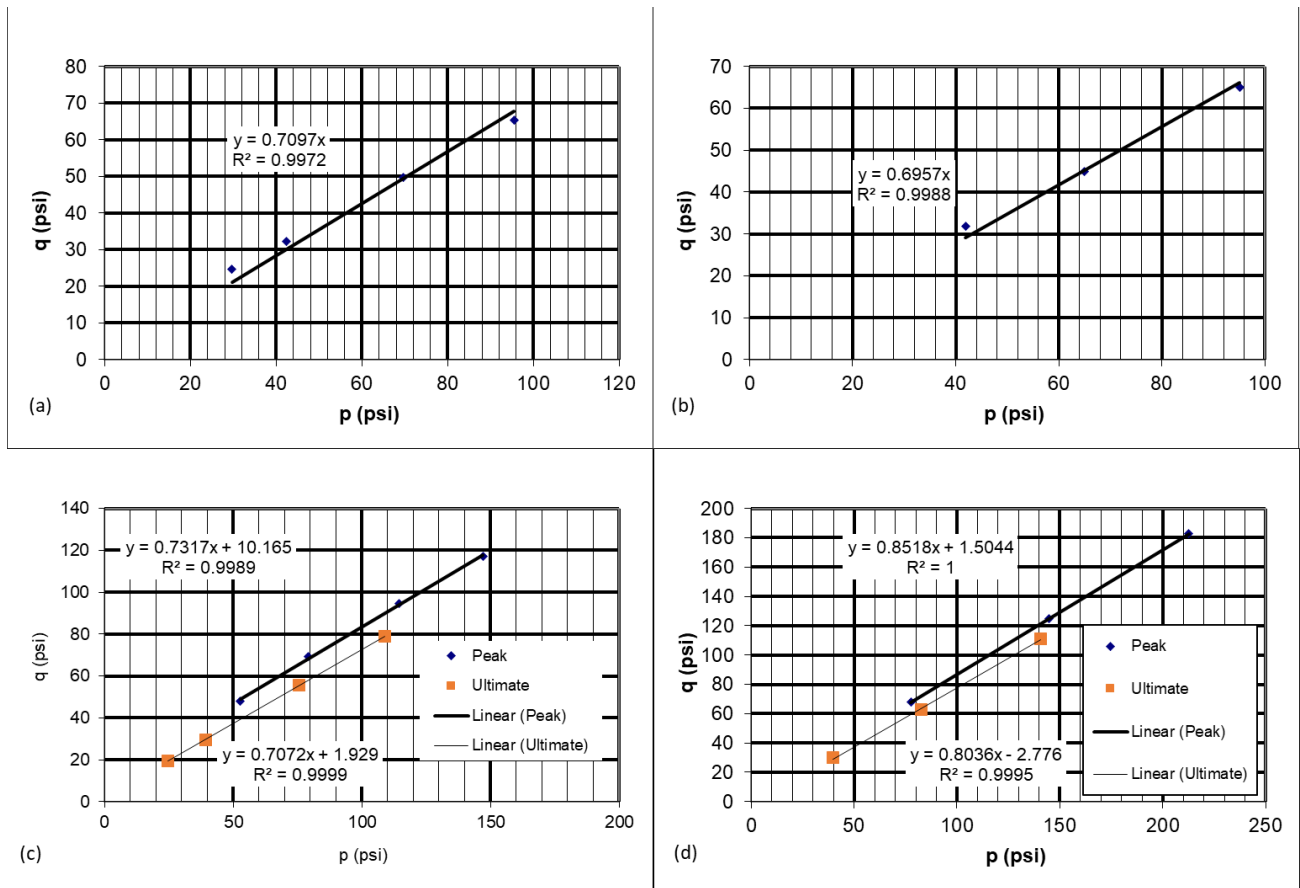 80
70
60
50
40
30
20
10
0
y = 0.7097x
R² = 0.9972
q (psi)
0 20 40 60 80 100 120
p (psi)
(a)
70
60
50
40
30
20
10
0
y = 0.6957x
R² = 0.9988
q (psi)
0 20 40 60 80 100
p (psi)
(b)
140
120
100
80
60
40
20
0
y = 0.7317x + 10.165
R² = 0.9989
q (psi)
Peak
Ultimate
Linear (Peak)
Linear (Ultimate)
y = 0.7072x + 1.929
R² = 0.9999
0 50 100 150 200
p (psi)
(c)
200
180
160
140
120
100
80
60
40
20
0
y = 0.8518x + 1.5044
R² = 1
q (psi)
Peak
Ultimate
Linear (Peak)
Linear (Ultimate)
y = 0.8036x - 2.776
R² = 0.9995
0 50 100 150 200 250
p (psi)
(d)